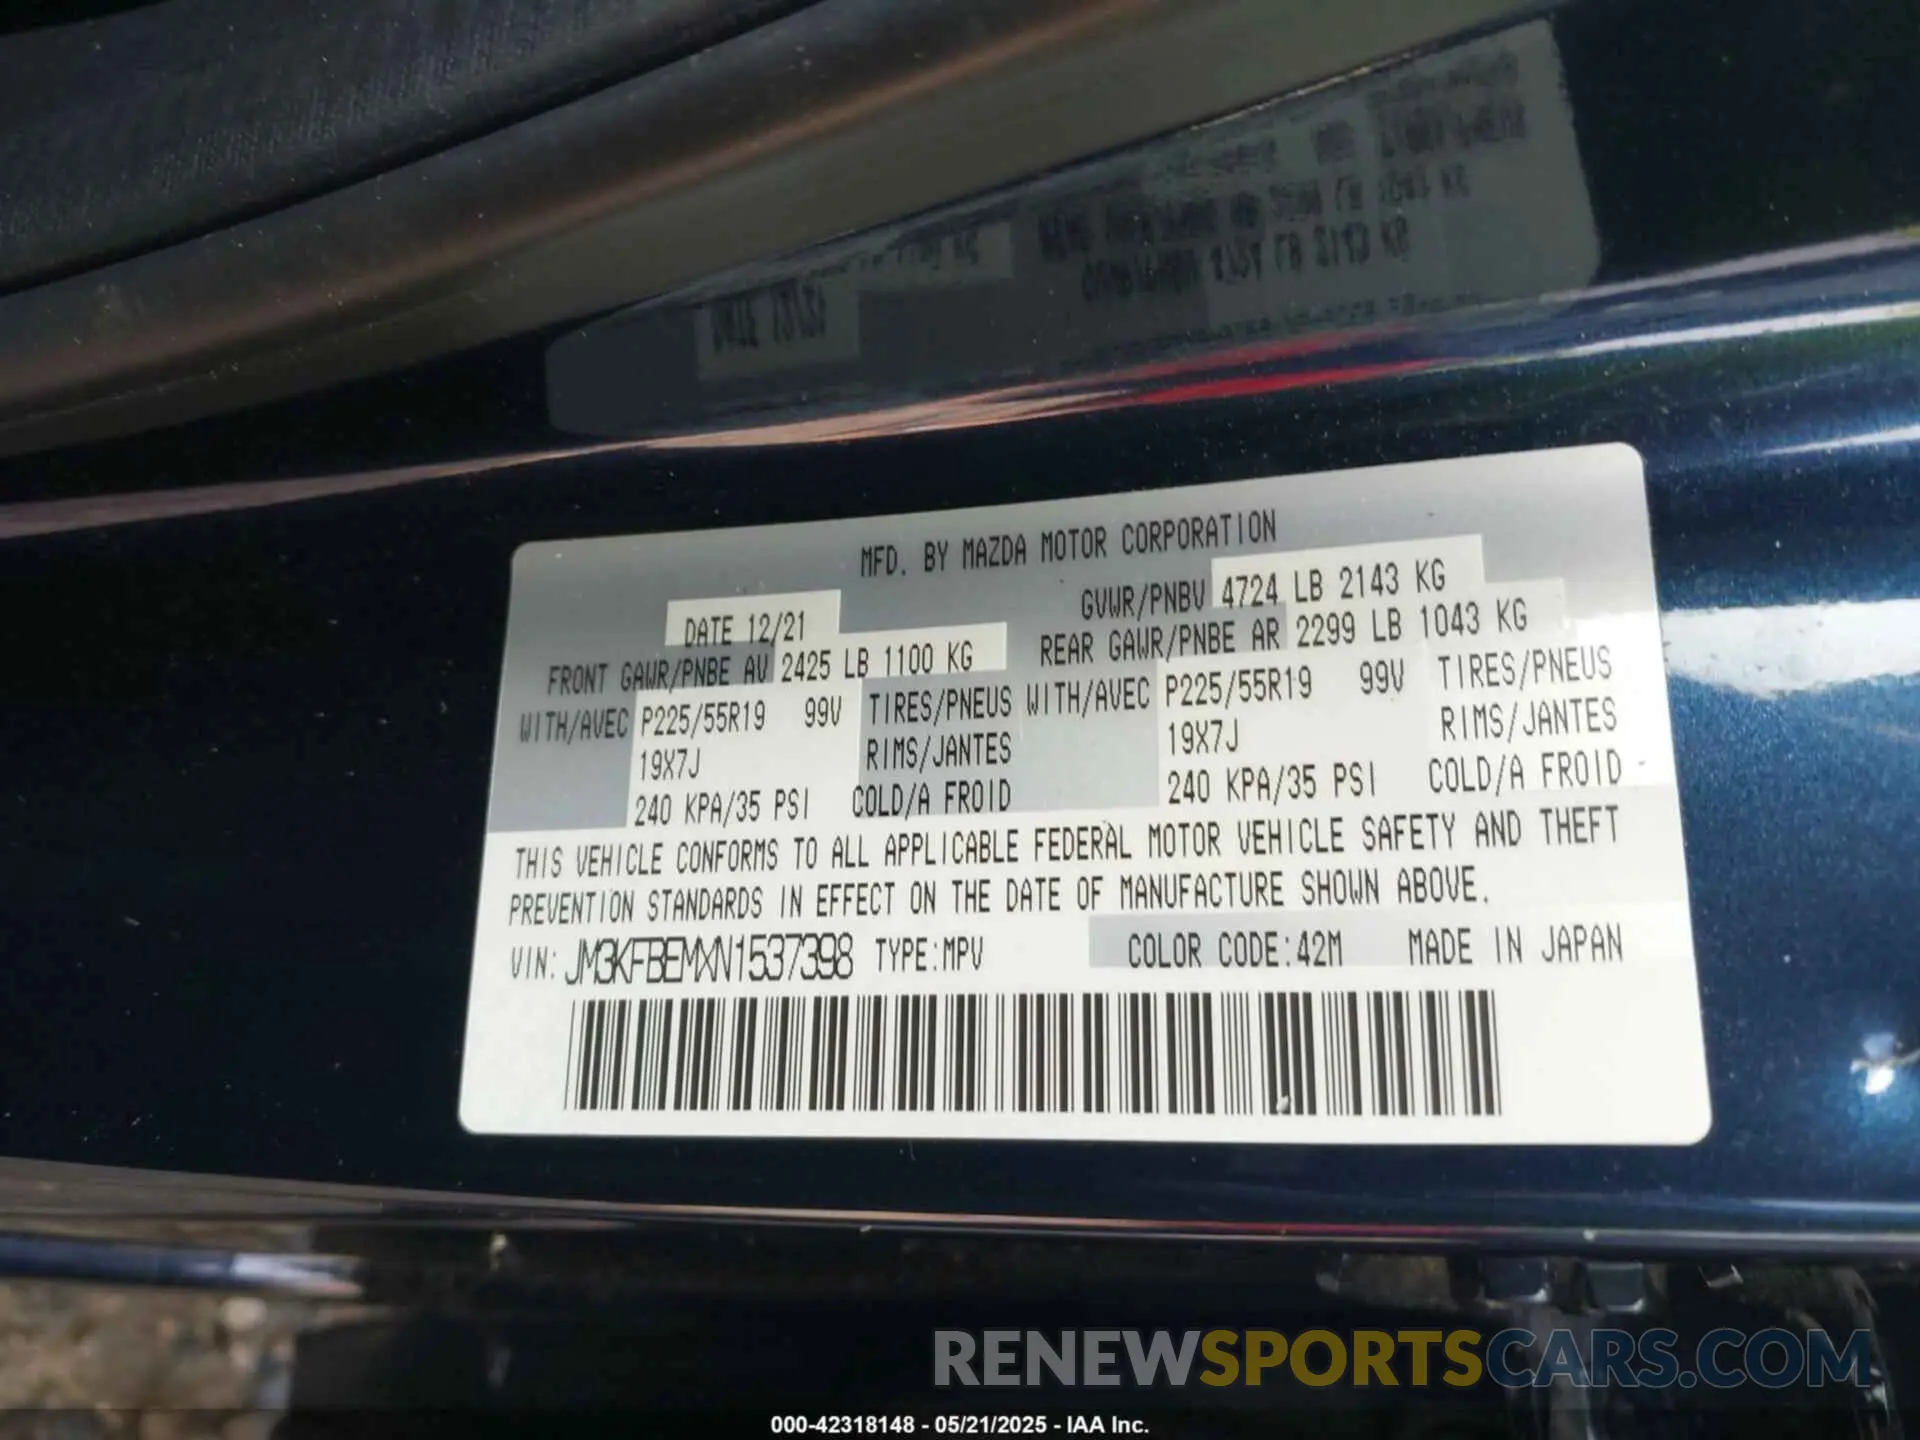 MFD. BY MAZDA MOTOR CORPORATION
DATE 12/21
GVWR/PNBV 4724 LB 2143 KG
FRONT GAWR/PNBE AV 2425 LB 1100 KG
REAR GAWR/PNBE AR 2299 LB 1043 KG
WITH/AVEC P225/55R19 99V TIRES/PNEUS WITH/AVEC P225/55R19 99V TIRES/PNEUS
19X7J RIMS/JANTES 19X7J RIMS/JANTES
240 KPA/35 PSI COLD/A FROID 240 KPA/35 PSI COLD/A FROID
THIS VEHICLE CONFORMS TO ALL APPLICABLE FEDERAL MOTOR VEHICLE SAFETY AND THEFT
PREVENTION STANDARDS IN EFFECT ON THE DATE OF MANUFACTURE SHOWN ABOVE.
VIN: JM3KFBEMXN1537398 TYPE:MPV COLOR CODE:42M MADE IN JAPAN
RENEWSPORTSCARS.COM
000-42318148 - 05/21/2025 - IAA Inc.